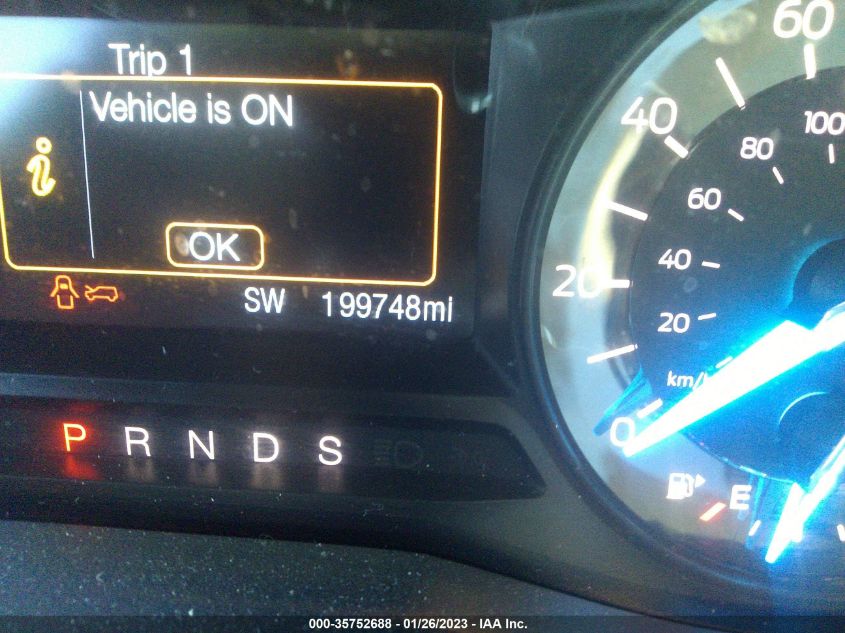 Trip 1
Vehicle is ON
i
OK
SW 199748mi
P R N D S
60
40
20
0
100
80
60
40
20
km/h
E
000-35752688 - 01/26/2023 - IAA Inc.